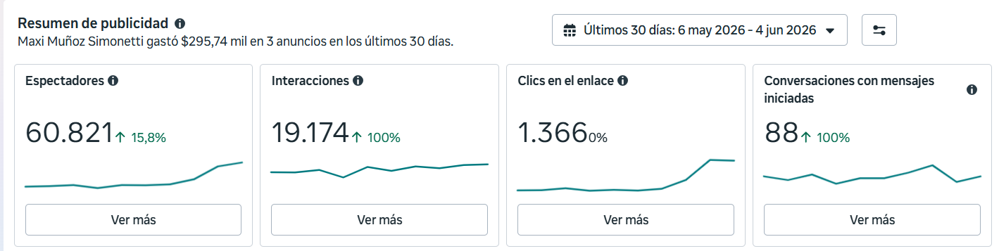 Resumen de publicidad
Maxi Muñoz Simonetti gastó $295,74 mil en 3 anuncios en los últimos 30 días.
Últimos 30 días: 6 may 2026 - 4 jun 2026
Espectadores
60.821 15,8%
Ver más
Interacciones
19.174 100%
Ver más
Clics en el enlace
1.366 0%
Ver más
Conversaciones con mensajes
iniciadas
88 100%
Ver más